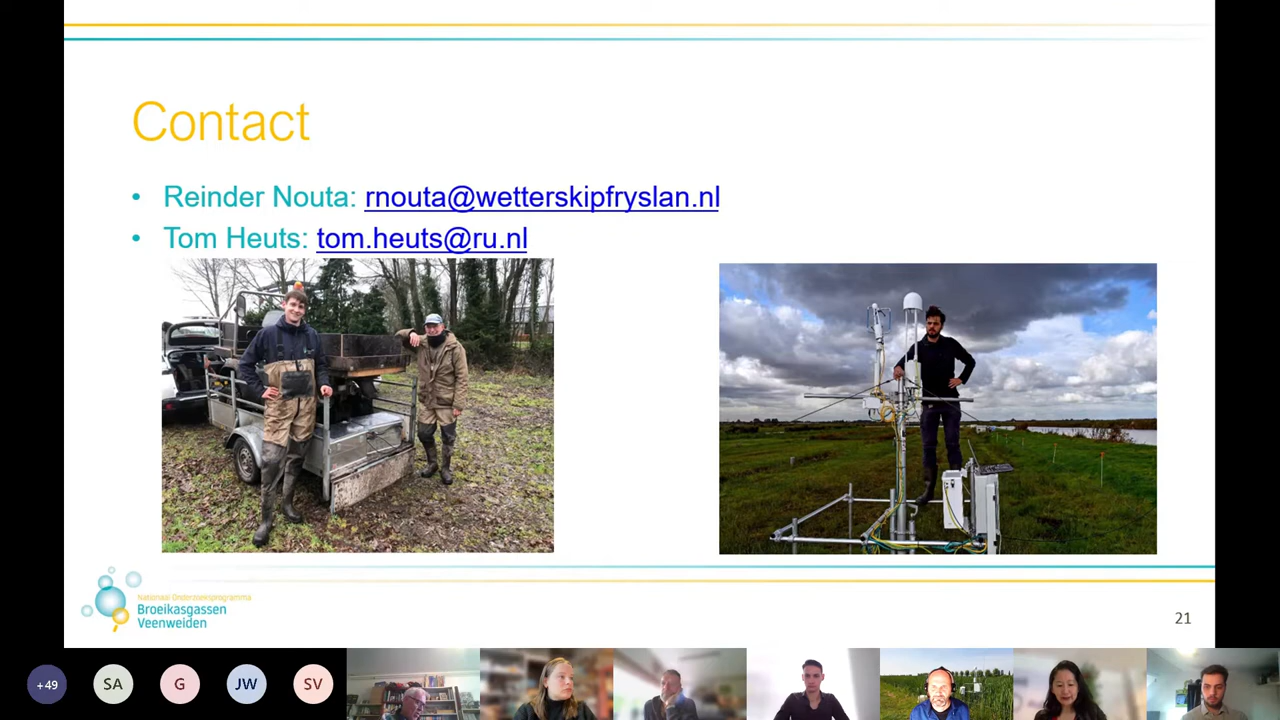 Contact
• Reinder Nouta: rnouta@wetterskipfryslan.nl
• Tom Heuts: tom.heuts@ru.nl
Nationaal Onderzoeksprogramma
Broeikasgassen
Veenweiden
21
+49
SA
G
JW
SV